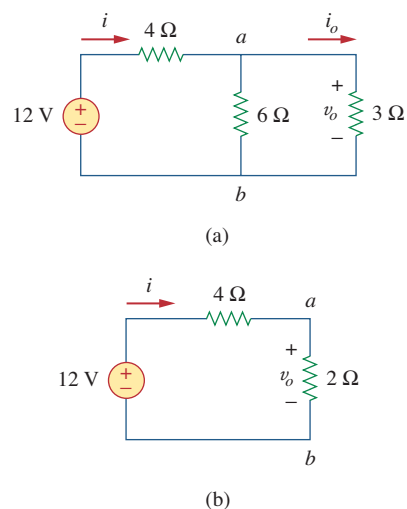 i 4 Ω a i_o
12 V + − 6 Ω + v_o − 3 Ω
b
(a)
i 4 Ω a
12 V + − + v_o − 2 Ω
b
(b)